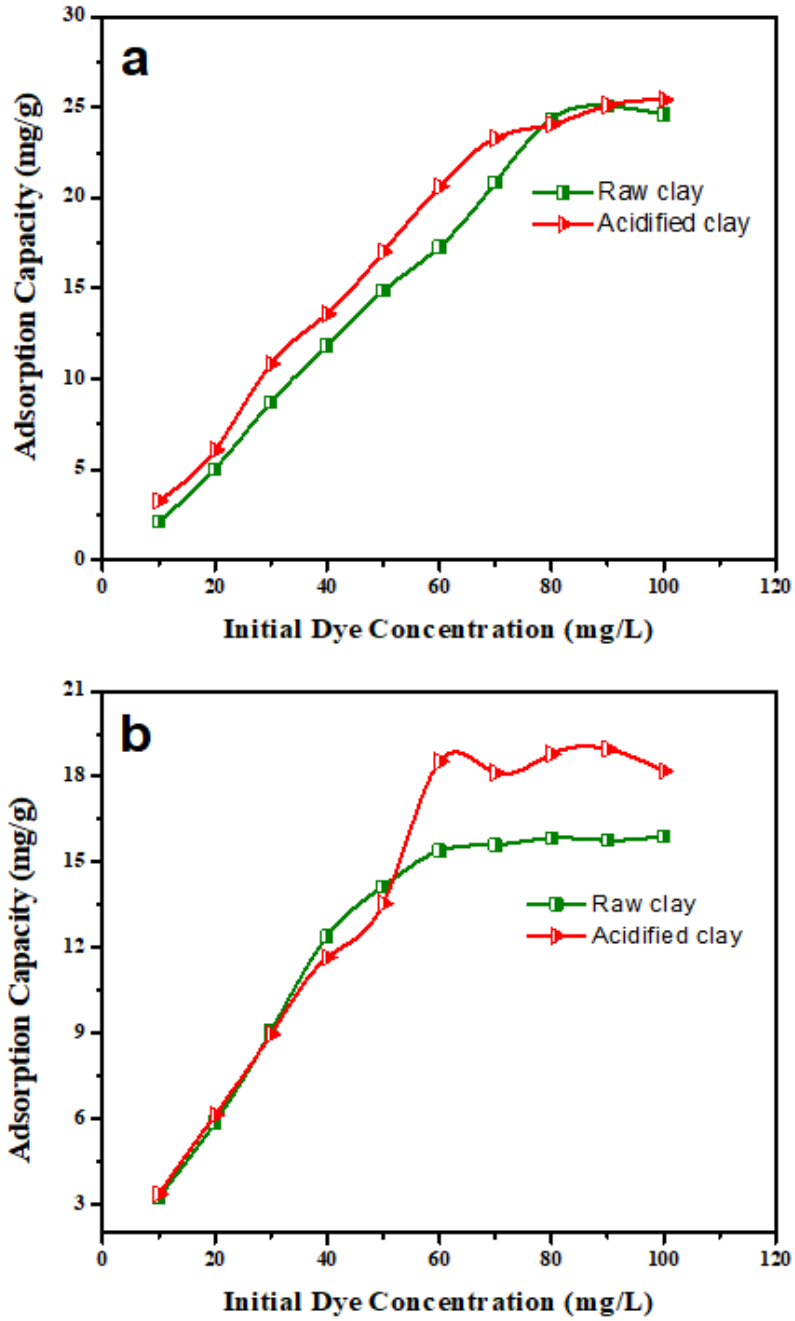 a
30
25
20
15
10
5
0
Adsorption Capacity (mg/g)
Raw clay
Acidified clay
0 20 40 60 80 100 120
Initial Dye Concentration (mg/L)
b
21
18
15
12
9
6
3
Adsorption Capacity (mg/g)
Raw clay
Acidified clay
0 20 40 60 80 100 120
Initial Dye Concentration (mg/L)